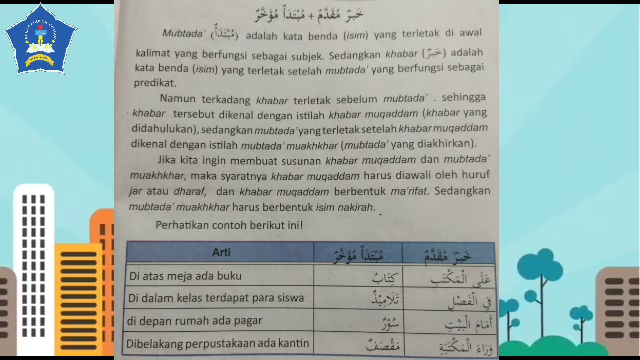 خَبَرٌ مُقَدَّمٌ + مُبْتَدَأٌ مُؤَخَّرٌ
Mubtada' (مُبْتَدَأٌ) adalah kata benda (isim) yang terletak di awal
kalimat yang berfungsi sebagai subjek. Sedangkan khabar (خَبَرٌ) adalah
kata benda (isim) yang terletak setelah mubtada' yang berfungsi sebagai
predikat.
Namun terkadang khabar terletak sebelum mubtada' . sehingga
khabar tersebut dikenal dengan istilah khabar muqaddam (khabar yang
didahulukan), sedangkan mubtada' yang terletak setelah khabar muqaddam
dikenal dengan istilah mubtada' muakhkhar (mubtada' yang diakhirkan).
Jika kita ingin membuat susunan khabar muqaddam dan mubtada'
muakhkhar, maka syaratnya khabar muqaddam harus diawali oleh huruf
jar atau dharaf, dan khabar muqaddam berbentuk ma'rifat. Sedangkan
mubtada' muakhkhar harus berbentuk isim nakirah.
Perhatikan contoh berikut ini!
Arti مُبْتَدَأٌ مُؤَخَّرٌ خَبَرٌ مُقَدَّمٌ
Di atas meja ada buku كِتَابٌ عَلَى الْمَكْتَبِ
Di dalam kelas terdapat para siswa تَلَامِيْذٌ فِي الْفَصْلِ
di depan rumah ada pagar سُوْرٌ أَمَامَ الْبَيْتِ
Dibelakang perpustakaan ada kantin مَقْصَفٌ وَرَاءَ الْمَكْتَبَةِ